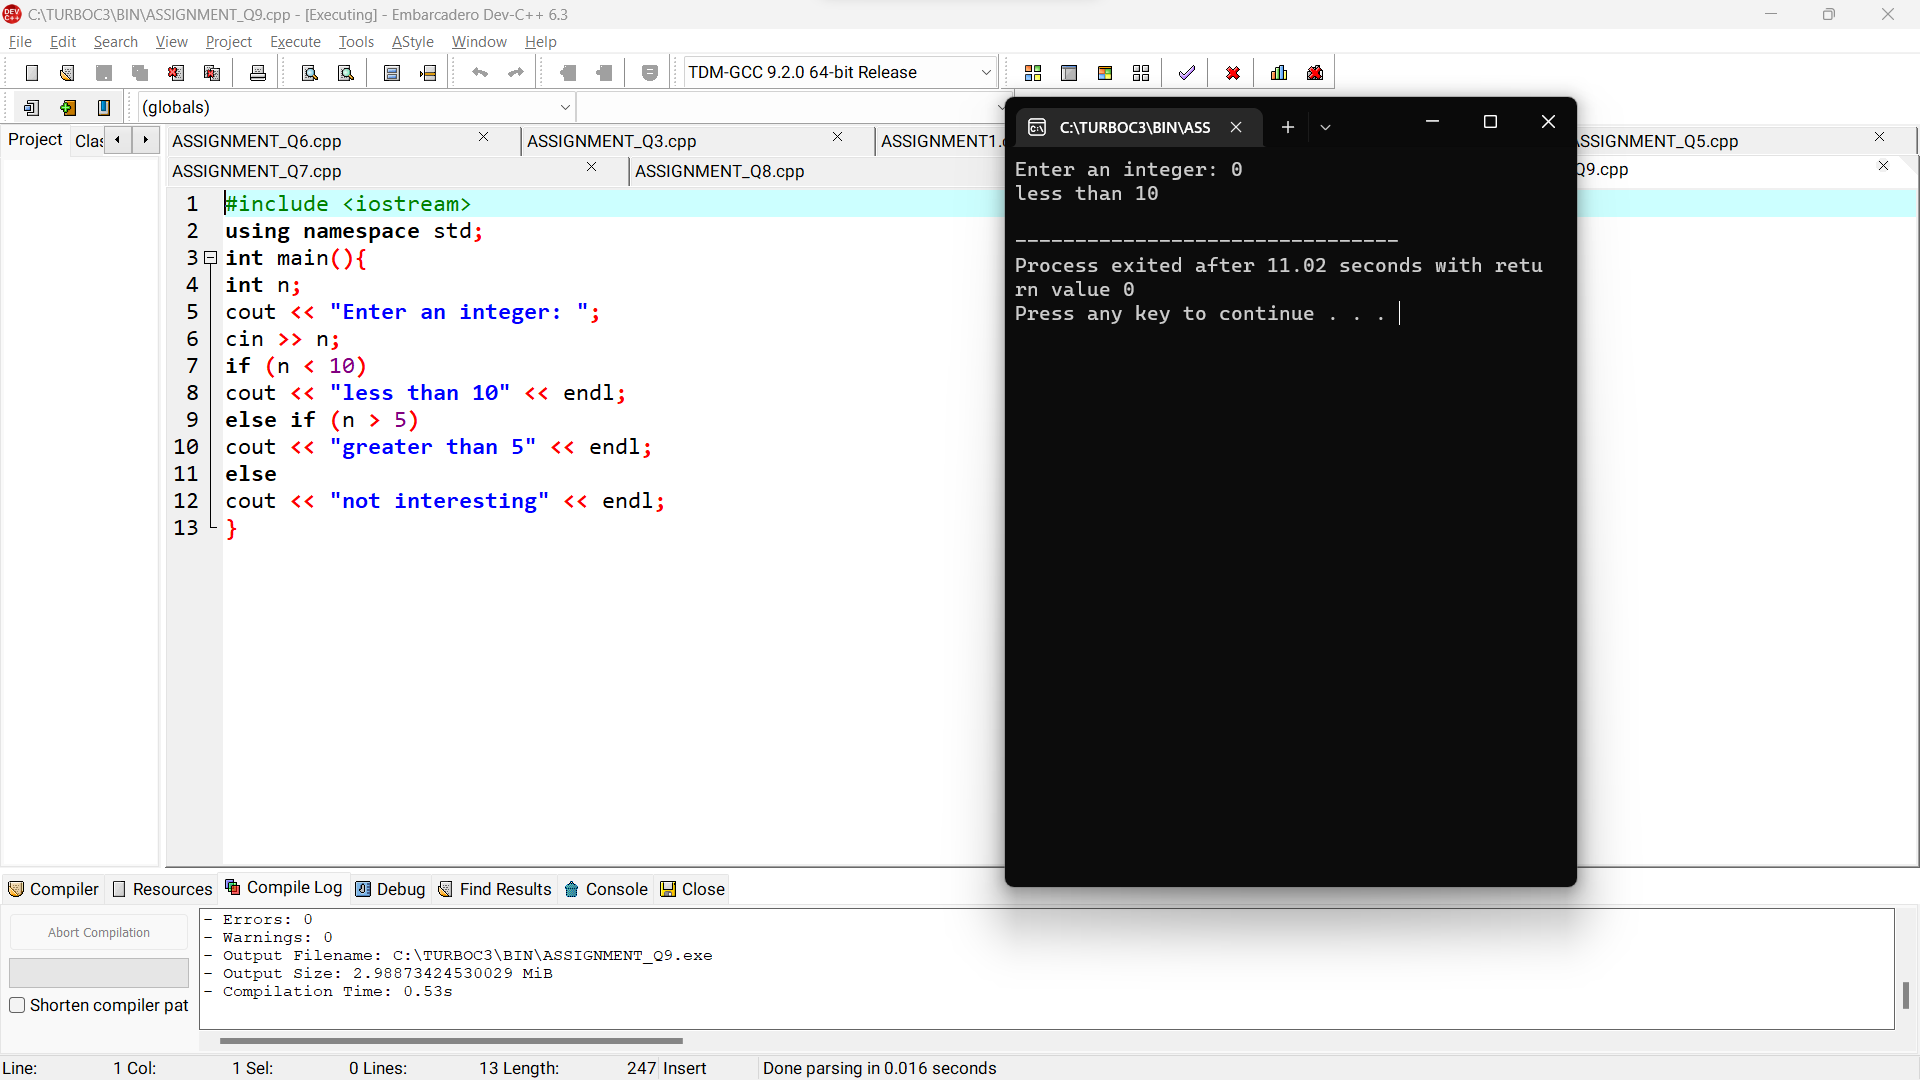 C:\TURBOC3\BIN\ASSIGNMENT_Q9.cpp - [Executing] - Embarcadero Dev-C++ 6.3
File Edit Search View Project Execute Tools AStyle Window Help
TDM-GCC 9.2.0 64-bit Release
(globals)
Project Clas
ASSIGNMENT_Q6.cpp ASSIGNMENT_Q3.cpp ASSIGNMENT1.c SSIGNMENT_Q5.cpp
ASSIGNMENT_Q7.cpp ASSIGNMENT_Q8.cpp Q9.cpp
1 #include <iostream>
2 using namespace std;
3 int main(){
4 int n;
5 cout << "Enter an integer: ";
6 cin >> n;
7 if (n < 10)
8 cout << "less than 10" << endl;
9 else if (n > 5)
10 cout << "greater than 5" << endl;
11 else
12 cout << "not interesting" << endl;
13 }
C:\TURBOC3\BIN\ASS
Enter an integer: 0
less than 10
--------------------------------
Process exited after 11.02 seconds with retu
rn value 0
Press any key to continue . . .
Compiler Resources Compile Log Debug Find Results Console Close
Abort Compilation
Shorten compiler pat
- Errors: 0
- Warnings: 0
- Output Filename: C:\TURBOC3\BIN\ASSIGNMENT_Q9.exe
- Output Size: 2.98873424530029 MiB
- Compilation Time: 0.53s
Line: 1 Col: 1 Sel: 0 Lines: 13 Length: 247 Insert Done parsing in 0.016 seconds